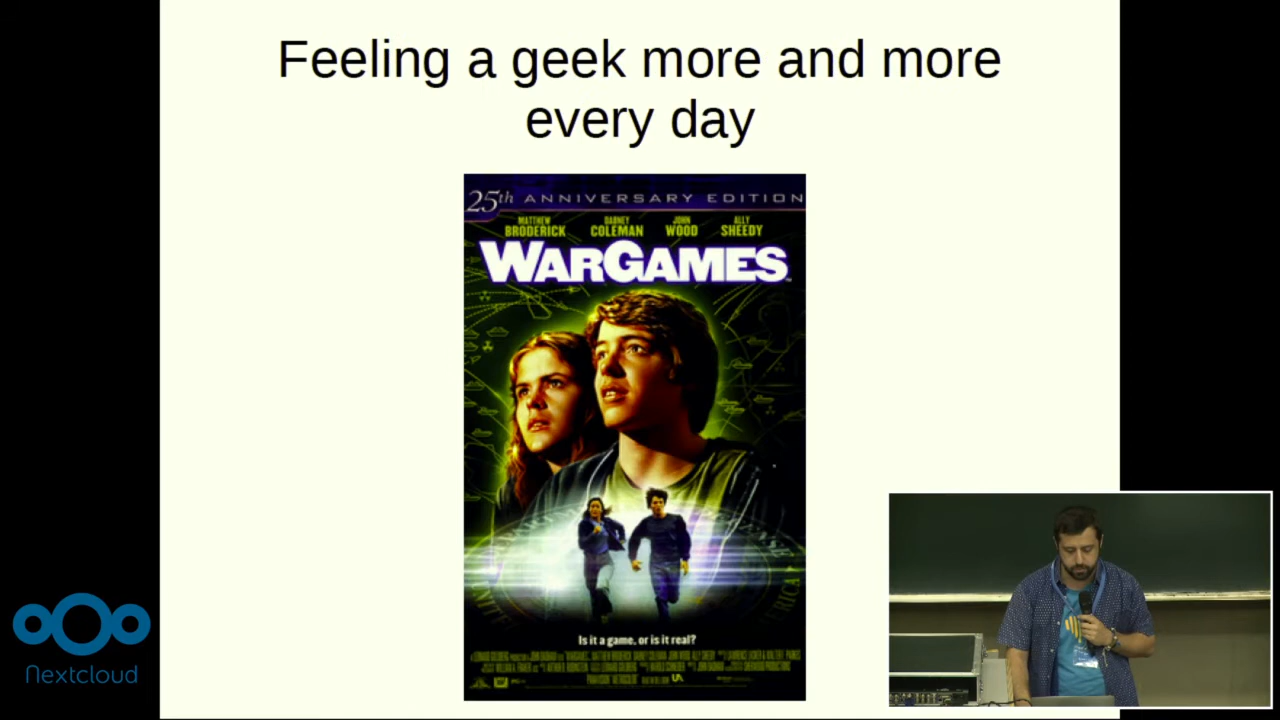 Feeling a geek more and more
every day
25th ANNIVERSARY EDITION
MATTHEW BRODERICK
DABNEY COLEMAN
JOHN WOOD
ALLY SHEEDY
WARGAMES
Is it a game, or is it real?
Nextcloud